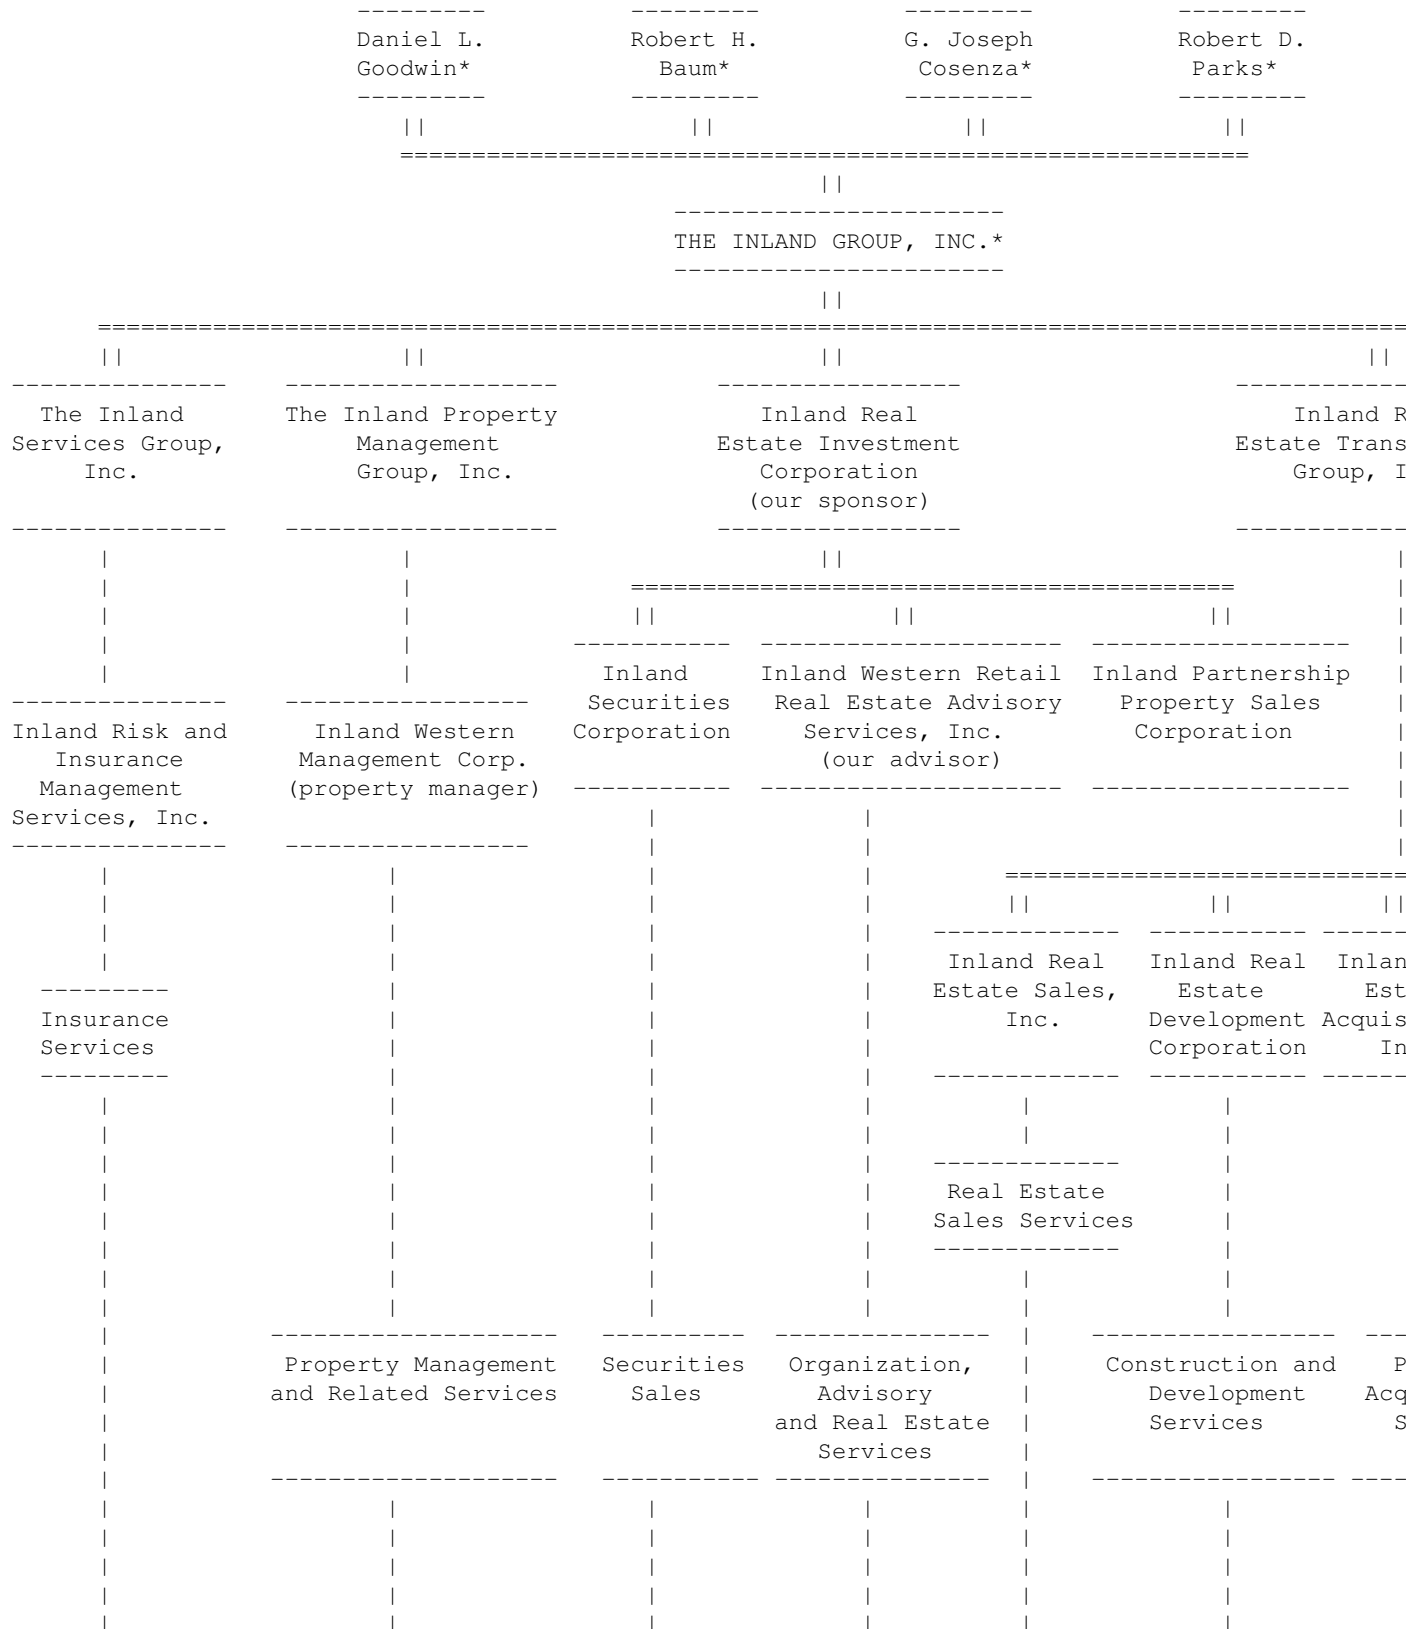 Daniel L. Robert H. G. Joseph Robert D.
Goodwin* Baum* Cosenza* Parks*
THE INLAND GROUP, INC.*
The Inland The Inland Property Inland Real Inland
Services Group, Management Estate Investment Estate
Inc. Group, Inc. Corporation Group,
(our sponsor)
Inland Inland Western Retail Inland Partnership
Securities Real Estate Advisory Property Sales
Inland Risk and Inland Western Corporation Services, Inc. Corporation
Insurance Management Corp. (our advisor)
Management (property manager)
Services, Inc.
Inland Real Inland Real
Estate Sales, Estate
Insurance Inc. Development
Services Corporation
Real Estate
Sales Services
Property Management Securities Organization, Construction and
and Related Services Sales Advisory Development
and Real Estate Services
Services